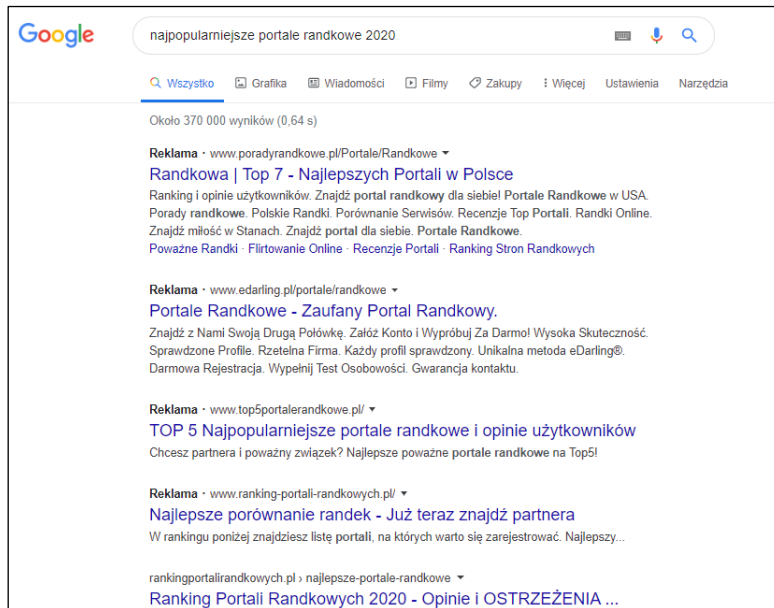 Google
najpopularniejsze portale randkowe 2020
Wszystko Grafika Wiadomości Filmy Zakupy Więcej Ustawienia Narzędzia
Około 370 000 wyników (0,64 s)
Reklama · www.poradyrandkowe.pl/Portale/Randkowe
Randkowa | Top 7 - Najlepszych Portali w Polsce
Ranking i opinie użytkowników. Znajdź portal randkowy dla siebie! Portale Randkowe w USA.
Porady randkowe. Polskie Randki. Porównanie Serwisów. Recenzje Top Portali. Randki Online.
Znajdź miłość w Stanach. Znajdź portal dla siebie. Portale Randkowe.
Poważne Randki · Flirtowanie Online · Recenzje Portali · Ranking Stron Randkowych
Reklama · www.edarling.pl/portale/randkowe
Portale Randkowe - Zaufany Portal Randkowy.
Znajdź z Nami Swoją Drugą Połówkę. Załóż Konto i Wypróbuj Za Darmo! Wysoka Skuteczność.
Sprawdzone Profile. Rzetelna Firma. Każdy profil sprawdzony. Unikalna metoda eDarling®.
Darmowa Rejestracja. Wypełnij Test Osobowości. Gwarancja kontaktu.
Reklama · www.top5portalerandkowe.pl/
TOP 5 Najpopularniejsze portale randkowe i opinie użytkowników
Chcesz partnera i poważny związek? Najlepsze poważne portale randkowe na Top5!
Reklama · www.ranking-portali-randkowych.pl/
Najlepsze porównanie randek - Już teraz znajdź partnera
W rankingu poniżej znajdziesz listę portali, na których warto się zarejestrować. Najlepszy...
rankingportalirandkowych.pl › najlepsze-portale-randkowe
Ranking Portali Randkowych 2020 - Opinie i OSTRZEŻENIA ...